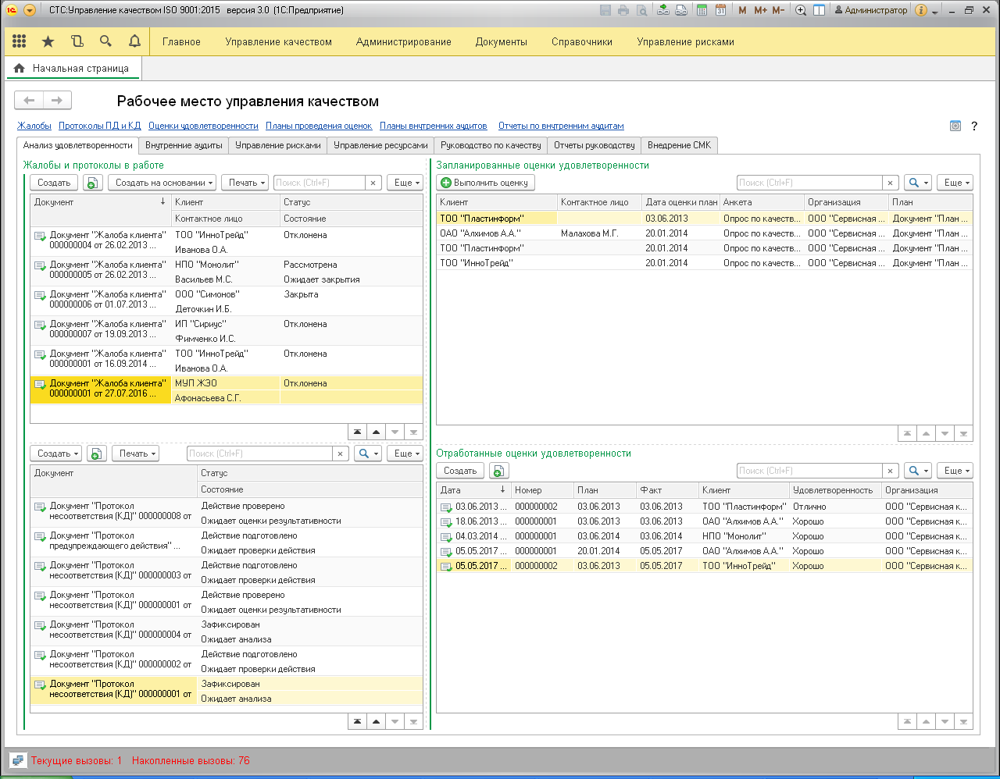 СТС:Управление качеством ISO 9001:2015 версия 3.0 (1С:Предприятие)
M M+ M- Администратор
Главное Управление качеством Администрирование Документы Справочники Управление рисками
Начальная страница
Рабочее место управления качеством
Жалобы Протоколы ПД и КД Оценки удовлетворенности Планы проведения оценок Планы внутренних аудитов Отчеты по внутренним аудитам ?
Анализ удовлетворенности Внутренние аудиты Управление рисками Управление ресурсами Руководство по качеству Отчеты руководству Внедрение СМК
Жалобы и протоколы в работе
Создать Создать на основании Печать Поиск (Ctrl+F) × Еще
Документ ↓ Клиент Статус
Контактное лицо Состояние
Документ "Жалоба клиента" ТОО "ИнноТрейд" Отклонена
000000004 от 26.02.2013 ... Иванова О.А.
Документ "Жалоба клиента" НПО "Монолит" Рассмотрена
000000005 от 26.02.2013 ... Васильев М.С. Ожидает закрытия
Документ "Жалоба клиента" ООО "Симонов" Закрыта
000000006 от 01.07.2013 ... Деточкин И.Б.
Документ "Жалоба клиента" ИП "Сириус" Отклонена
000000007 от 19.09.2013 ... Фимченко И.С.
Документ "Жалоба клиента" ТОО "ИнноТрейд" Отклонена
000000001 от 16.09.2014 ... Иванова О.А.
Документ "Жалоба клиента" МУП ЖЭО Отклонена
000000001 от 27.07.2016 ... Афонасьева С.Г.
Создать Печать Поиск (Ctrl+F) × Еще
Документ Статус
Состояние
Документ "Протокол Действие проверено
несоответствия (КД)" 000000008 от Ожидает оценки результативности
Документ "Протокол Действие подготовлено
предупреждающего действия" ... Ожидает проверки действия
Документ "Протокол Действие подготовлено
несоответствия (КД)" 000000003 от Ожидает проверки действия
Документ "Протокол Действие проверено
несоответствия (КД)" 000000001 от Ожидает оценки результативности
Документ "Протокол Зафиксирован
несоответствия (КД)" 000000004 от Ожидает анализа
Документ "Протокол Действие подготовлено
несоответствия (КД)" 000000002 от Ожидает проверки действия
Документ "Протокол Зафиксирован
несоответствия (КД)" 000000001 от Ожидает анализа
Запланированные оценки удовлетворенности
Выполнить оценку Поиск (Ctrl+F) × Еще
Клиент Контактное лицо Дата оценки план Анкета Организация План
ТОО "Пластинформ" 03.06.2013 Опрос по качеств... ООО "Сервисная ... Документ "План ...
ОАО "Алхимов А.А." Малахова М.Г. 20.01.2014 Опрос по качеств... ООО "Сервисная ... Документ "План ...
ТОО "Пластинформ" 20.01.2014 Опрос по качеств... ООО "Сервисная ... Документ "План ...
ТОО "ИнноТрейд" 20.01.2014 Опрос по качеств... ООО "Сервисная ... Документ "План ...
Отработанные оценки удовлетворенности
Создать Поиск (Ctrl+F) × Еще
Дата ↓ Номер План Факт Клиент Удовлетворенность Организация
03.06.2013 ... 000000002 03.06.2013 03.06.2013 ТОО "Пластинформ" Отлично ООО "Сервисная к...
18.06.2013 ... 000000001 03.06.2013 03.06.2013 ОАО "Алхимов А.А." Хорошо ООО "Сервисная к...
04.03.2014 ... 000000001 03.06.2014 03.06.2014 НПО "Монолит" Хорошо ООО "Сервисная к...
05.05.2017 ... 000000001 20.01.2014 05.05.2017 ОАО "Алхимов А.А." Хорошо ООО "Сервисная к...
05.05.2017 ... 000000002 03.06.2013 05.05.2017 ТОО "ИнноТрейд" Хорошо ООО "Сервисная к...
Текущие вызовы: 1 Накопленные вызовы: 76